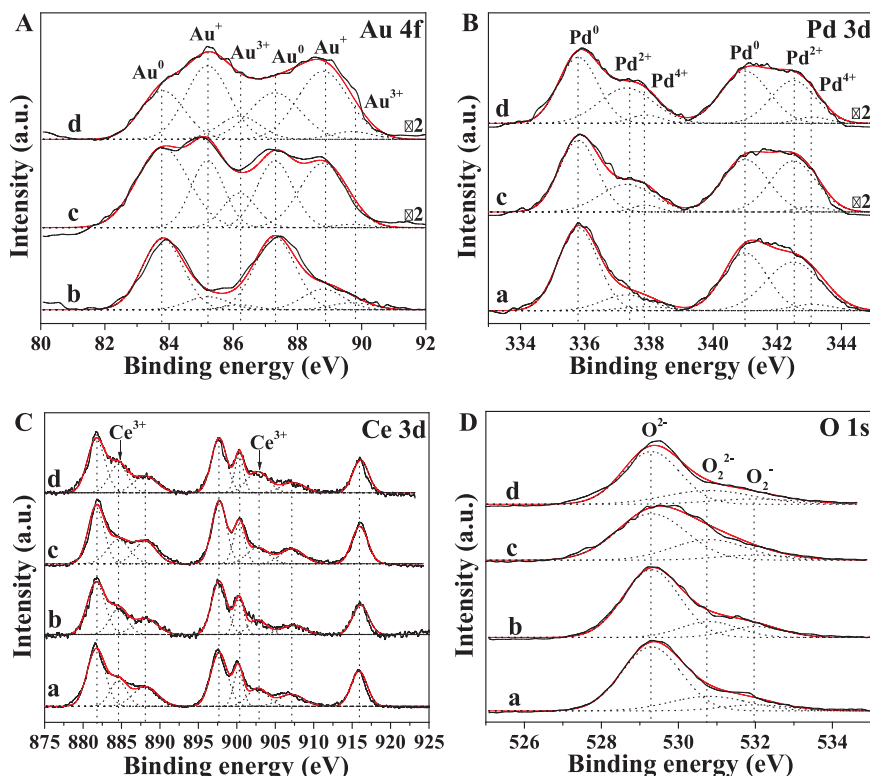 A
Au 4f
Au⁰
Au⁺
Au³⁺
Au⁰
Au⁺
Au³⁺
d
□2
c
□2
b
Intensity (a.u.)
80 82 84 86 88 90 92
Binding energy (eV)
B
Pd 3d
Pd⁰
Pd²⁺
Pd⁴⁺
Pd⁰
Pd²⁺
Pd⁴⁺
d
□2
c
□2
a
Intensity (a.u.)
334 336 338 340 342 344
Binding energy (eV)
C
Ce 3d
Ce³⁺
Ce³⁺
d
c
b
a
Intensity (a.u.)
875 880 885 890 895 900 905 910 915 920 925
Binding energy (eV)
D
O 1s
O²⁻
O₂²⁻
O₂⁻
d
c
b
a
Intensity (a.u.)
526 528 530 532 534
Binding energy (eV)